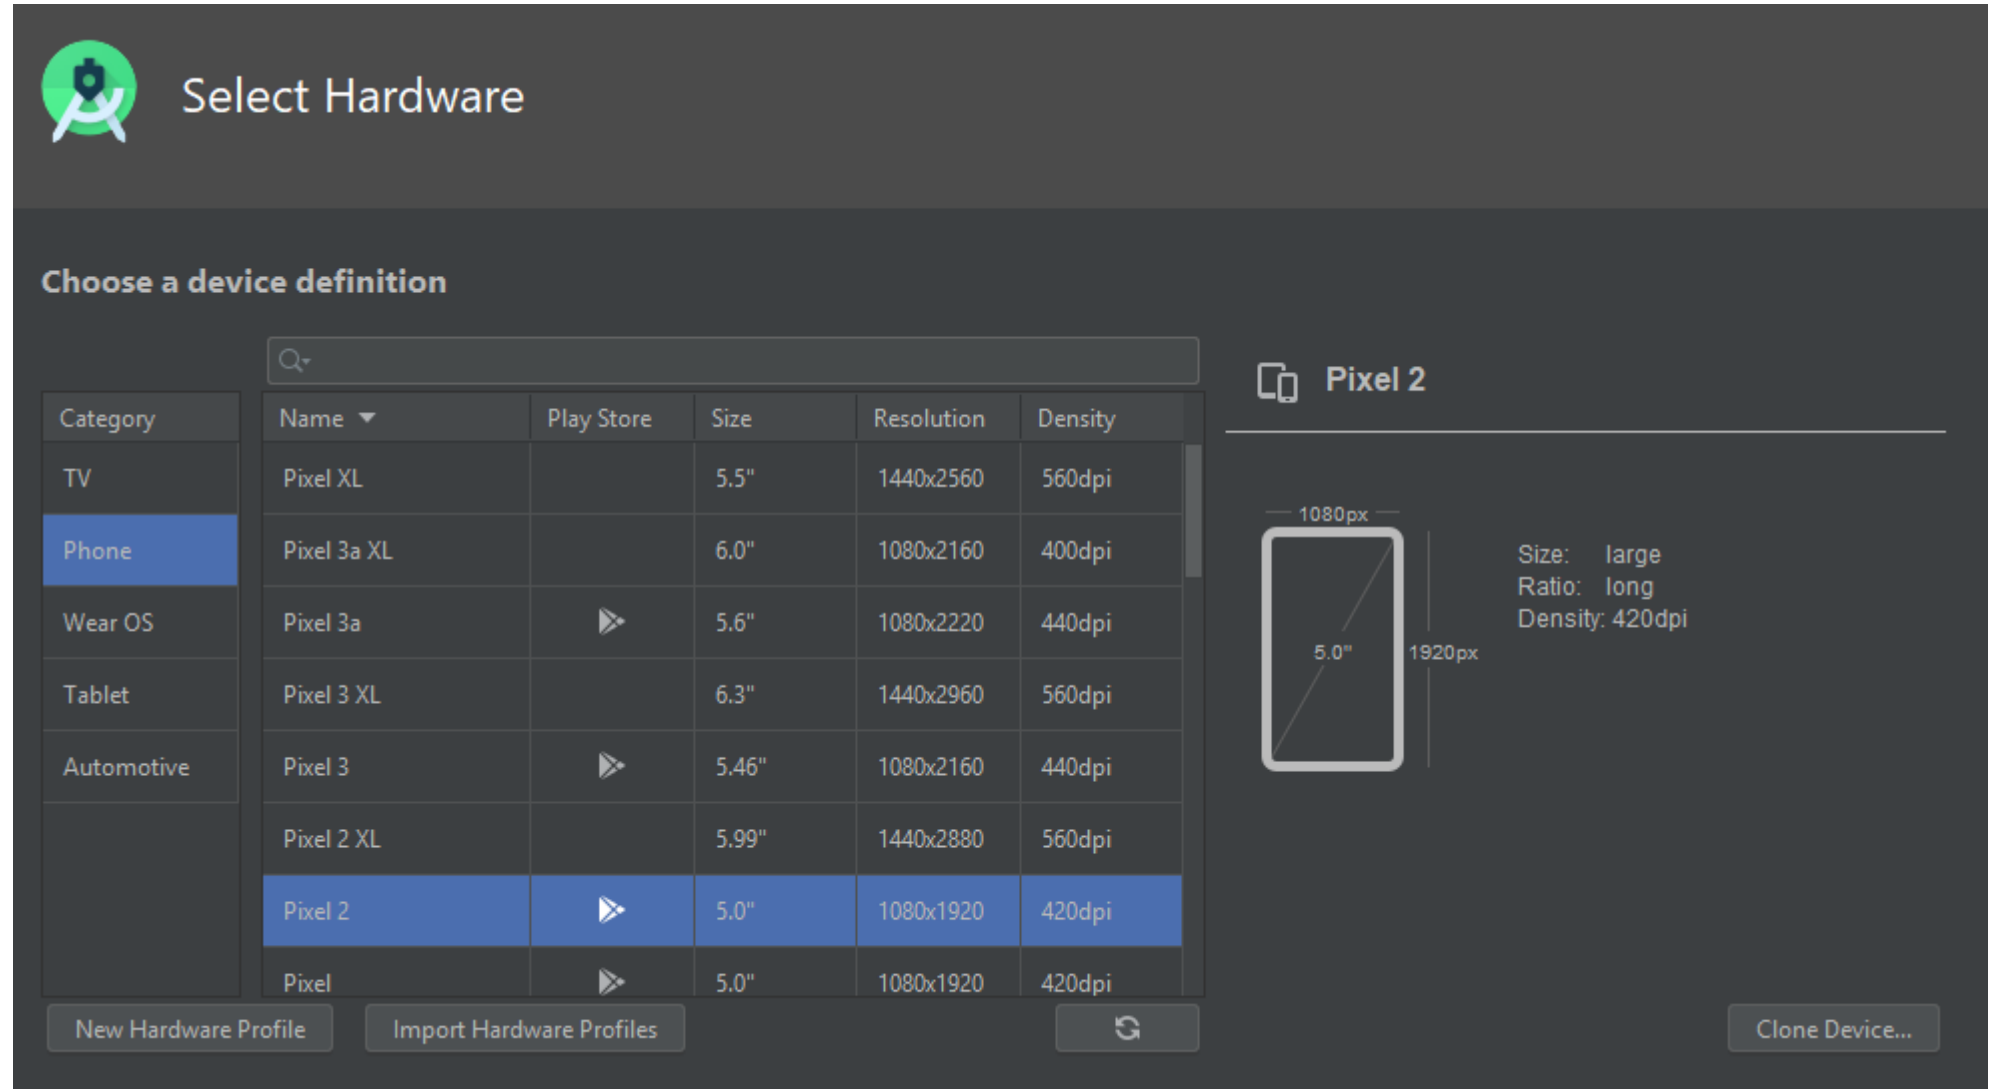 Select Hardware
Choose a device definition
Category
TV
Phone
Wear OS
Tablet
Automotive
Name Play Store Size Resolution Density
Pixel XL 5.5" 1440x2560 560dpi
Pixel 3a XL 6.0" 1080x2160 400dpi
Pixel 3a 5.6" 1080x2220 440dpi
Pixel 3 XL 6.3" 1440x2960 560dpi
Pixel 3 5.46" 1080x2160 440dpi
Pixel 2 XL 5.99" 1440x2880 560dpi
Pixel 2 5.0" 1080x1920 420dpi
Pixel 5.0" 1080x1920 420dpi
Pixel 2
1080px
5.0"
1920px
Size: large
Ratio: long
Density: 420dpi
New Hardware Profile
Import Hardware Profiles
Clone Device...